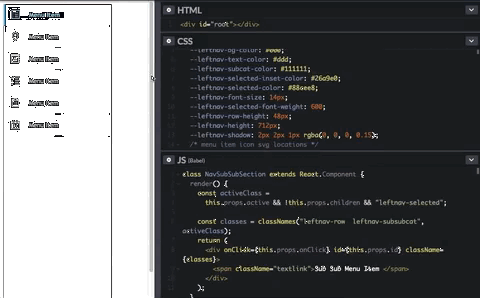 Menu Item
Menu Item
Menu Item
Menu Item
Menu Item
Menu Item
HTML
<div id="root"></div>
CSS
--leftnav-bg-color: #eee;
--leftnav-text-color: #ddd;
--leftnav-subcat-color: #111111;
--leftnav-selected-inset-color: #26a9e0;
--leftnav-selected-color: #88eee8;
--leftnav-font-size: 14px;
--leftnav-selected-font-weight: 600;
--leftnav-row-height: 48px;
--leftnav-height: 712px;
--leftnav-shadow: 2px 2px 1px rgba(0, 0, 0, 0.15);
/* menu item icon svg locations */
JS (Babel)
class NavSubSubSection extends React.Component {
render() {
const activeClass =
this.props.active && !this.props.children && "leftnav-selected";
const classes = classNames("leftnav-row leftnav-subsubcat",
activeClass);
return (
<div onClick={this.props.onClick} id={this.props.id} className=
{classes}>
<span className="textlink">Sub Sub Menu Item </span>
</div>
);
}